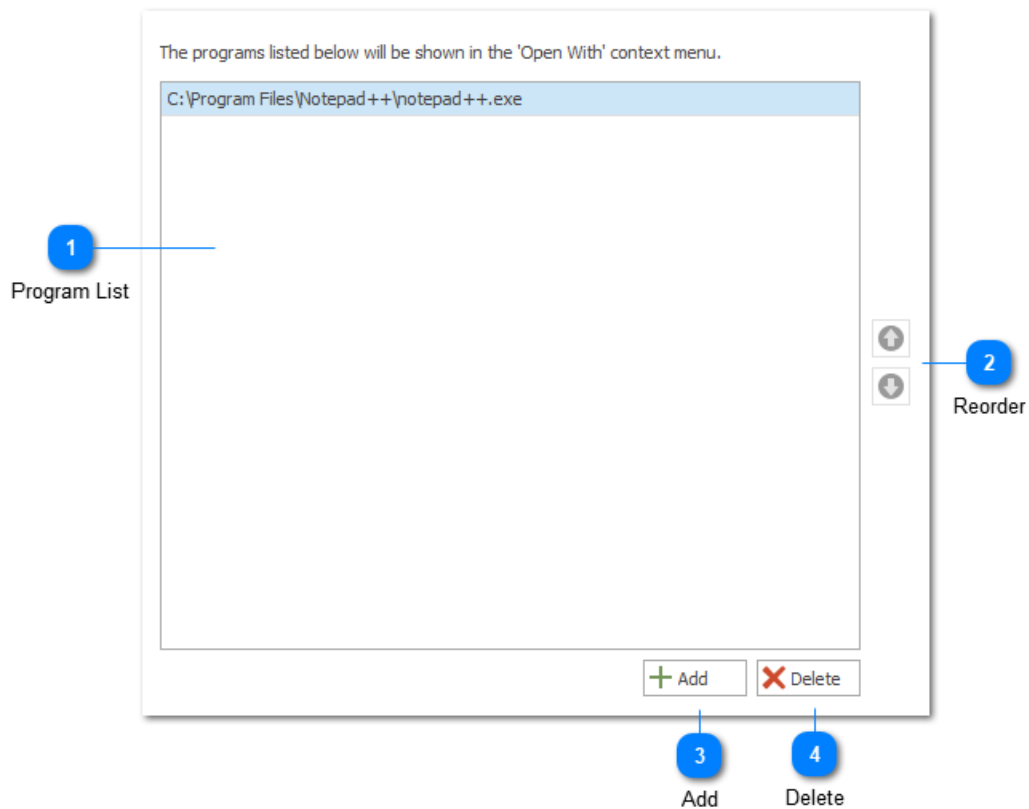 The programs listed below will be shown in the 'Open With' context menu.
C:\Program Files\Notepad++\notepad++.exe
1
Program List
2
Reorder
Add
Delete
3
4
Add
Delete